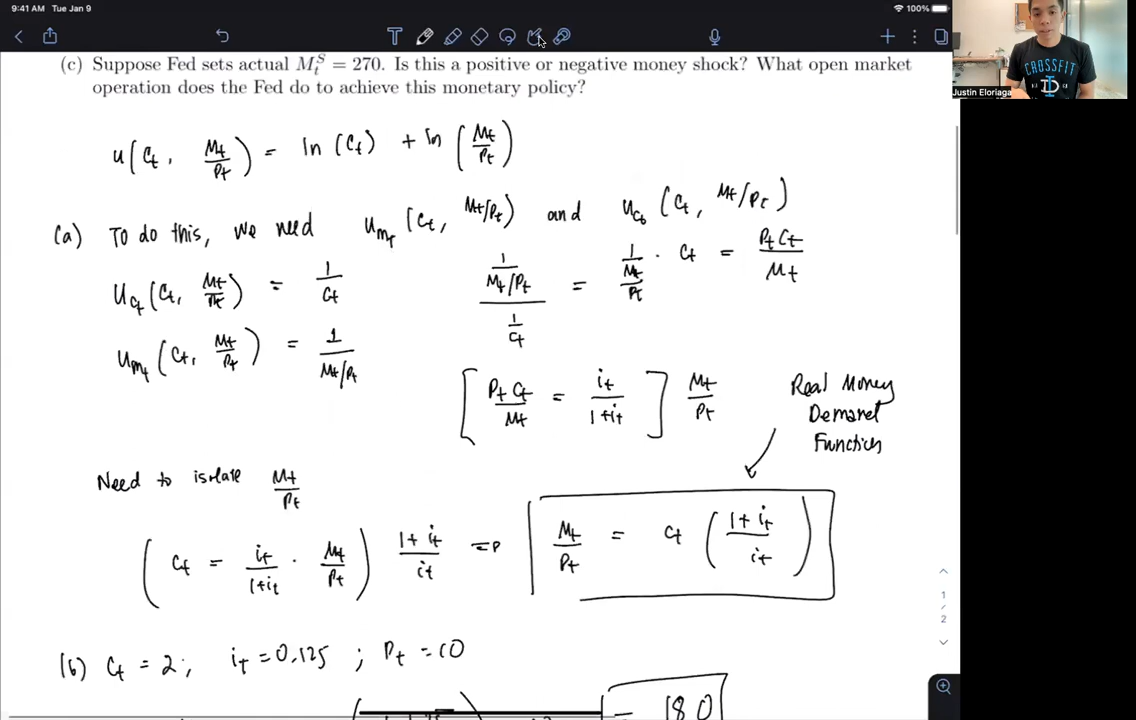 9:41 AM Tue Jan 9
100%
(c) Suppose Fed sets actual M_t^S = 270. Is this a positive or negative money shock? What open market
operation does the Fed do to achieve this monetary policy?
u(Ct, Mt/Pt) = ln(Ct) + ln(Mt/Pt)
(a) To do this, we need u_mt(Ct, Mt/Pt) and u_ct(Ct, Mt/Pt)
u_ct(Ct, Mt/Pt) = 1/Ct
(1/(Mt/Pt))/(1/Ct) = 1/(Mt/Pt) · Ct = PtCt/Mt
u_mt(Ct, Mt/Pt) = 1/(Mt/Pt)
[PtCt/Mt = it/(1+it)] Mt/Pt
Real Money
Demand
Function
Need to isolate Mt/Pt
(Ct = it/(1+it) · Mt/Pt) (1+it)/it => Mt/Pt = Ct((1+it)/it)
(b) Ct = 2; it = 0.125; Pt = 10
= 180
1
/
2
CROSSFIT
Justin Eloriaga